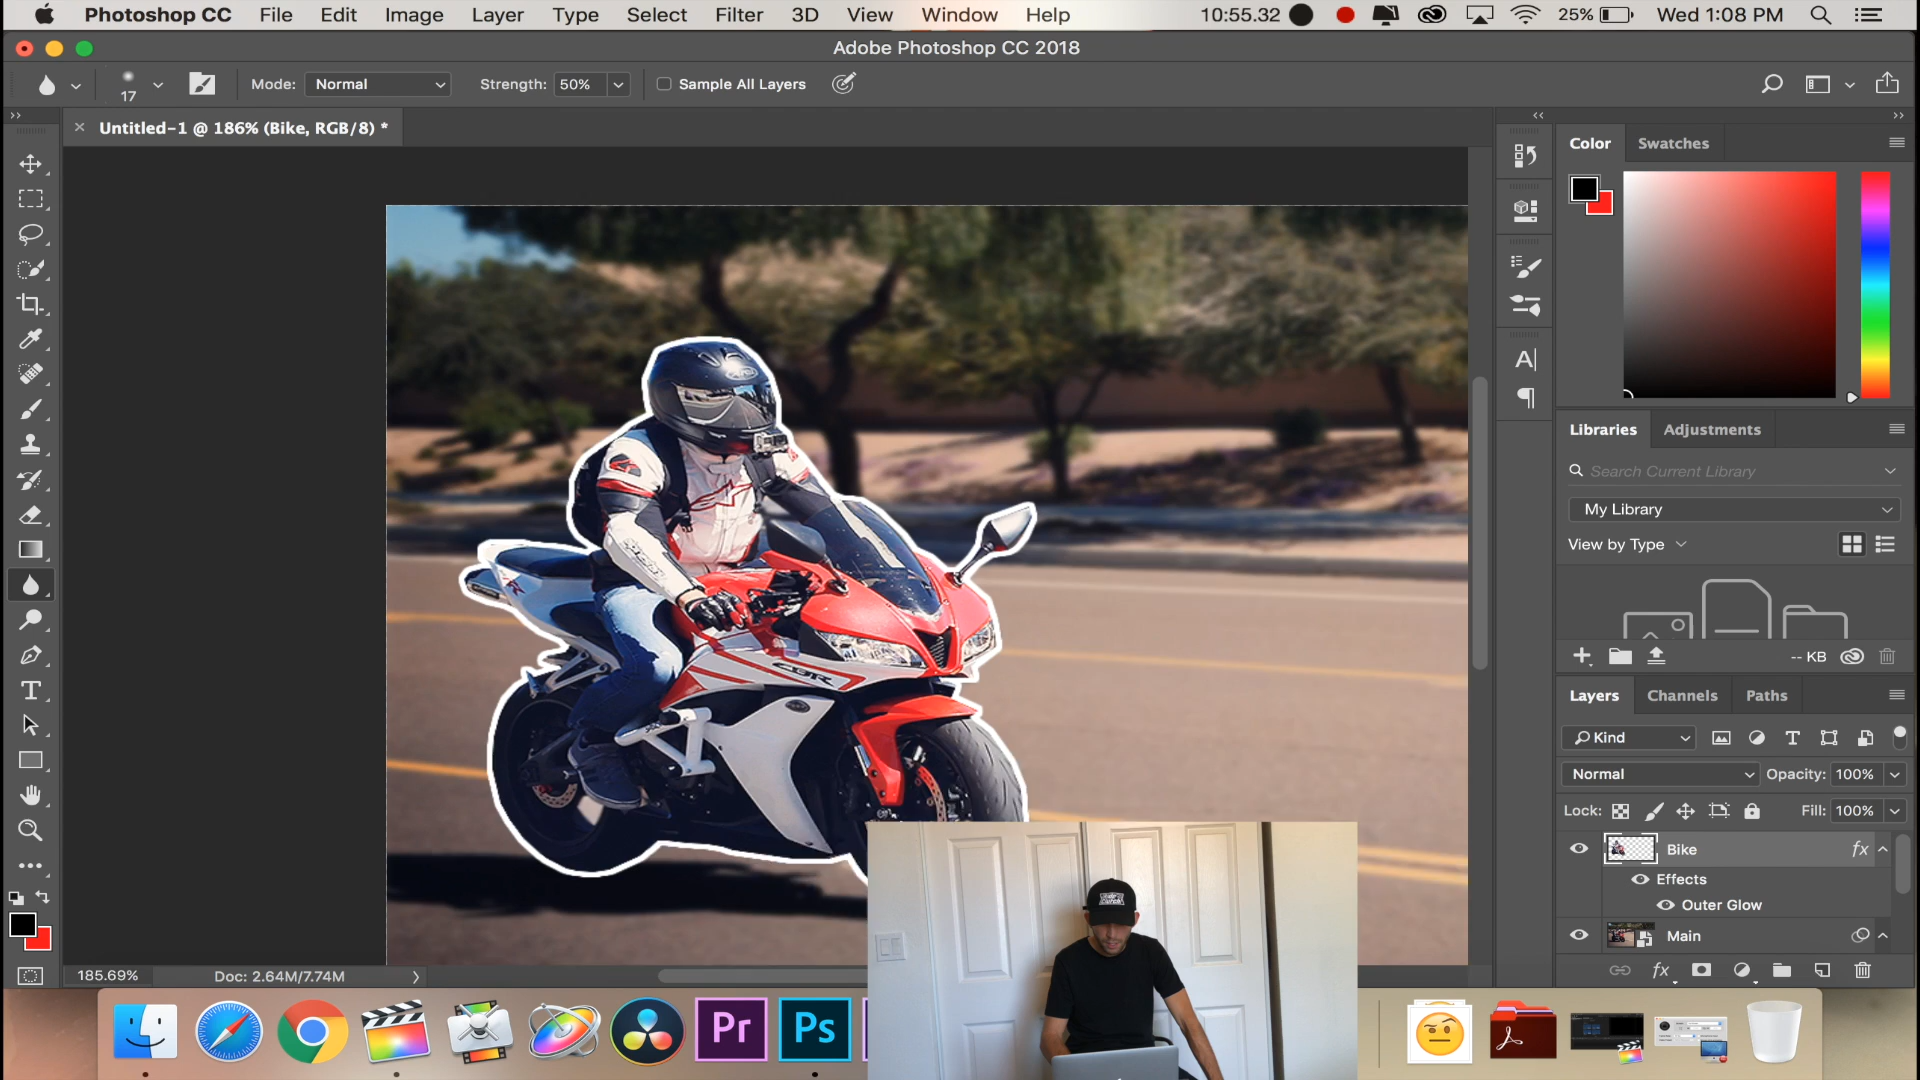 Photoshop CC File Edit Image Layer Type Select Filter 3D View Window Help 10:55.32 25% Wed 1:08 PM
Adobe Photoshop CC 2018
17 Mode: Normal Strength: 50% Sample All Layers
Untitled-1 @ 186% (Bike, RGB/8) *
Color Swatches
Libraries Adjustments
Search Current Library
My Library
View by Type
-- KB
Layers Channels Paths
Kind
Normal Opacity: 100%
Lock: Fill: 100%
Bike fx
Effects
Outer Glow
Main
fx
CBR
185.69% Doc: 2.64M/7.74M
Pr Ps